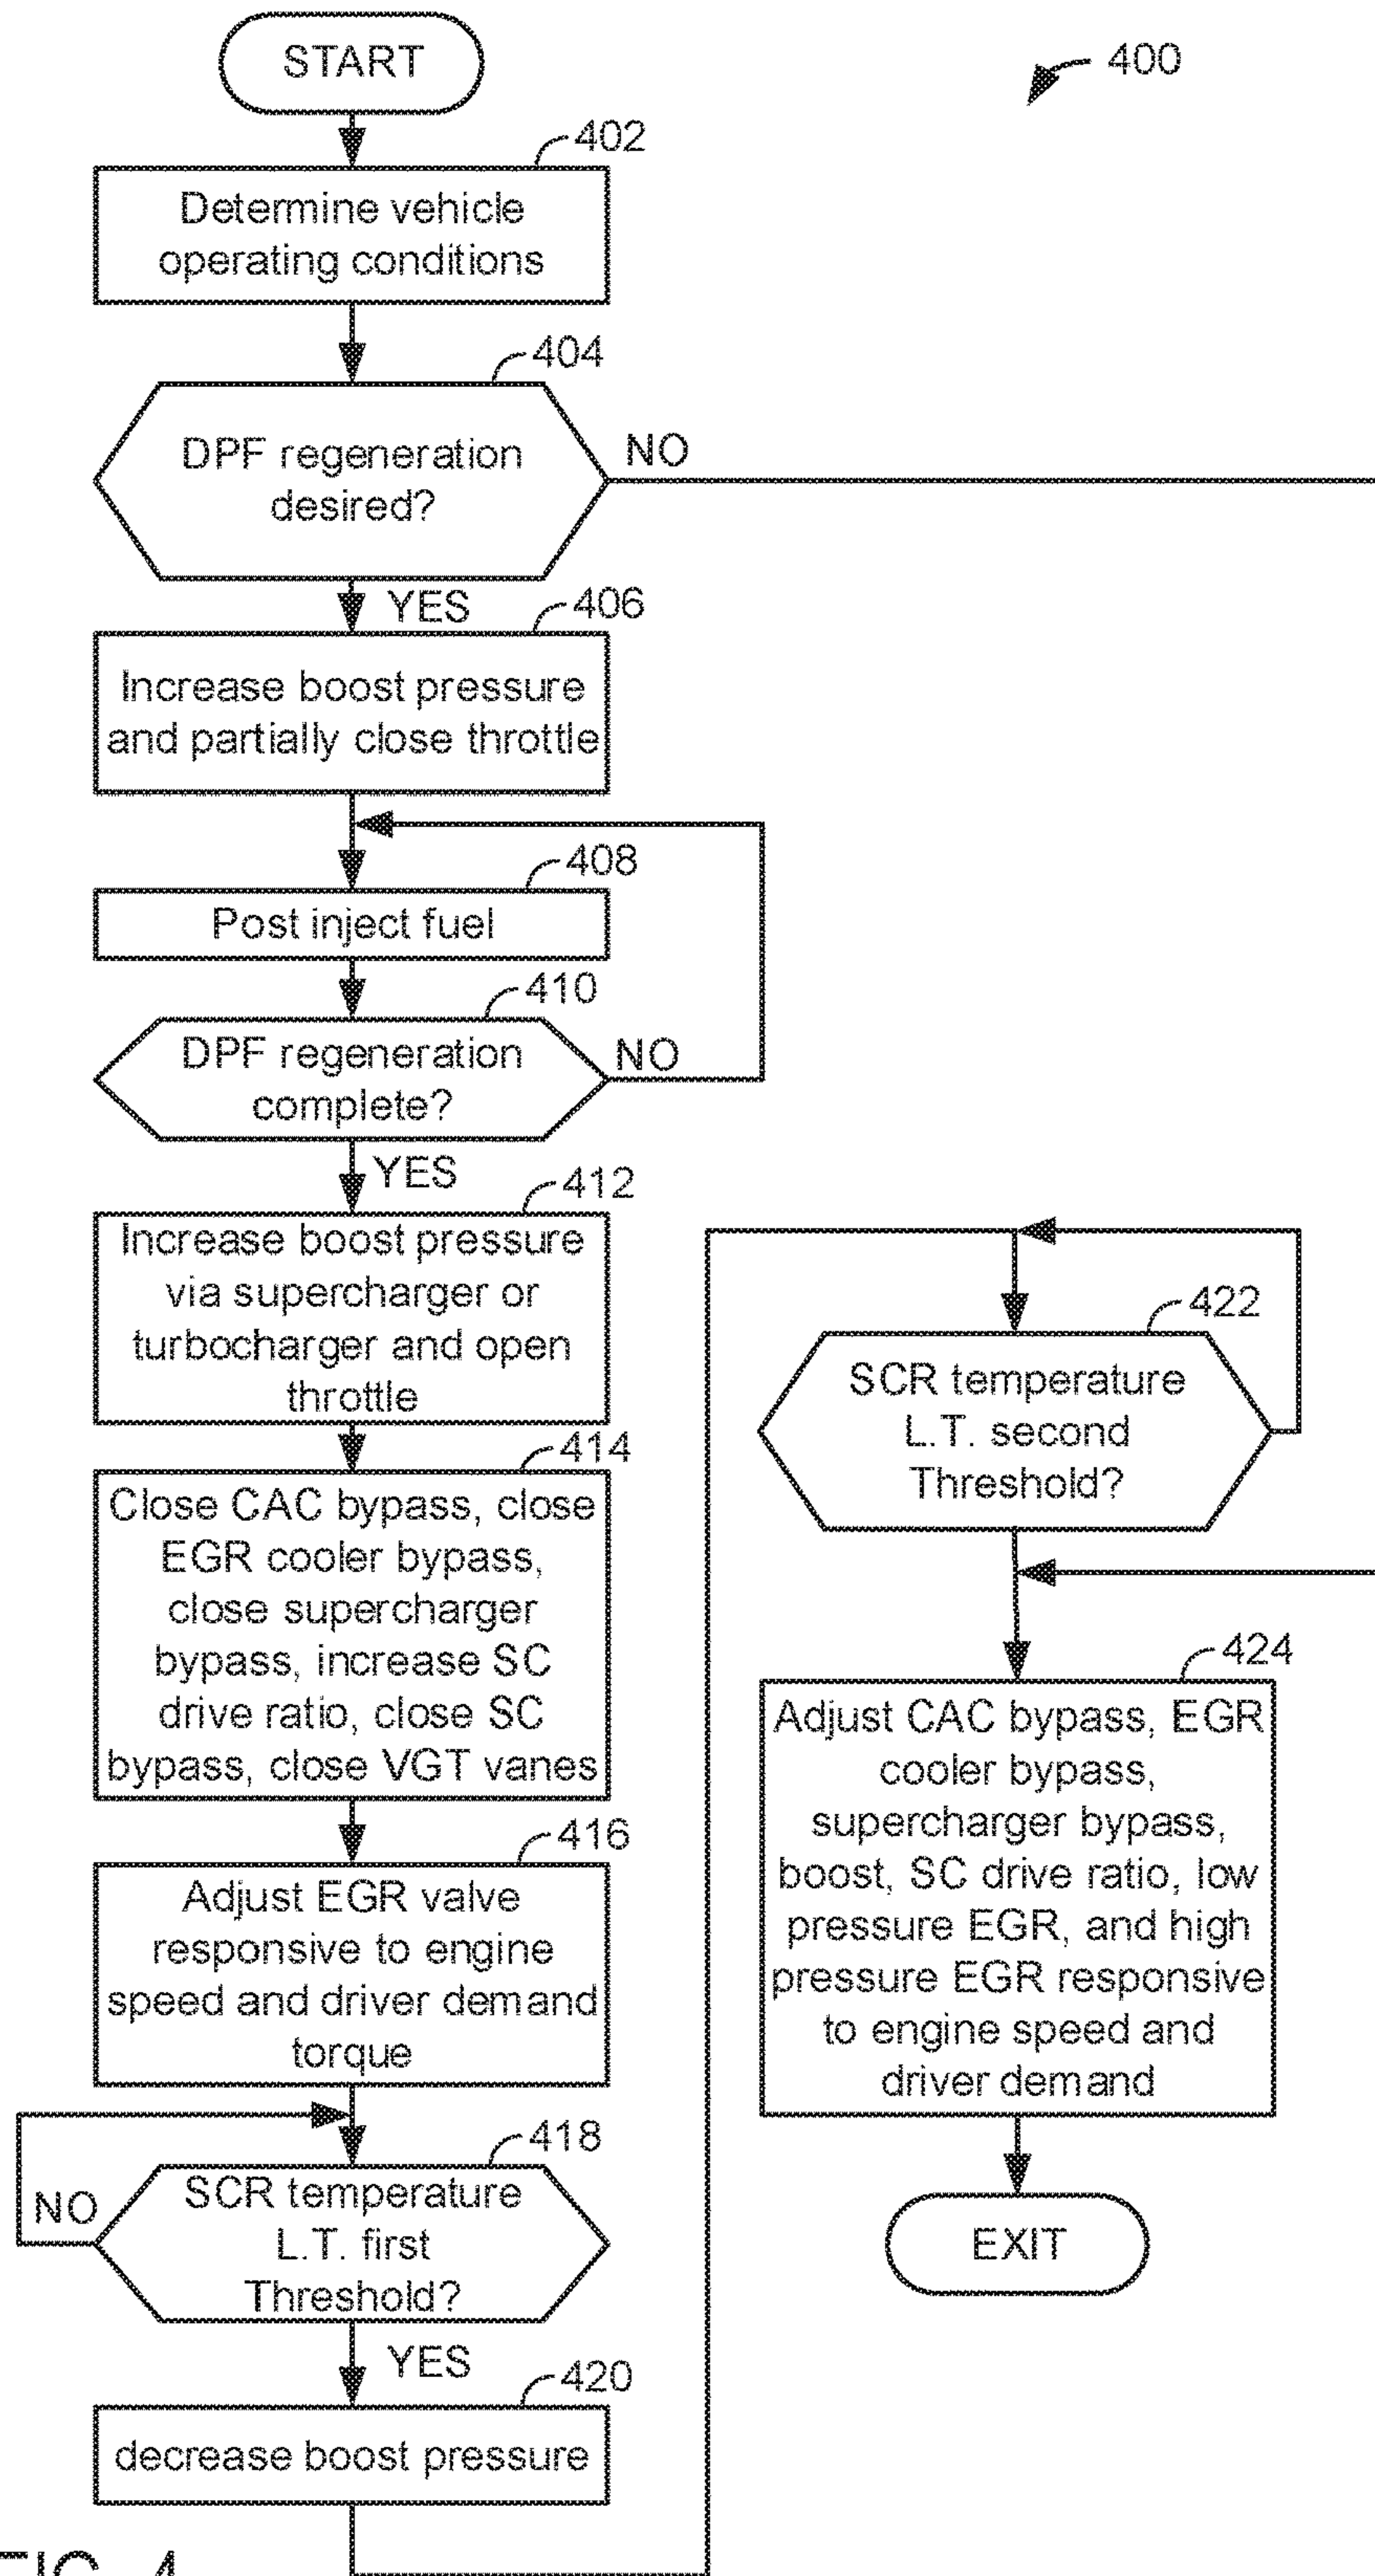 START
400
402
Determine vehicle
operating conditions
404
DPF regeneration
desired?
NO
YES
406
Increase boost pressure
and partially close throttle
408
Post inject fuel
410
DPF regeneration
complete?
NO
YES
412
Increase boost pressure
via supercharger or
turbocharger and open
throttle
414
Close CAC bypass, close
EGR cooler bypass,
close supercharger
bypass, increase SC
drive ratio, close SC
bypass, close VGT vanes
416
Adjust EGR valve
responsive to engine
speed and driver demand
torque
418
SCR temperature
L.T. first
Threshold?
NO
YES
420
decrease boost pressure
422
SCR temperature
L.T. second
Threshold?
424
Adjust CAC bypass, EGR
cooler bypass,
supercharger bypass,
boost, SC drive ratio, low
pressure EGR, and high
pressure EGR responsive
to engine speed and
driver demand
EXIT